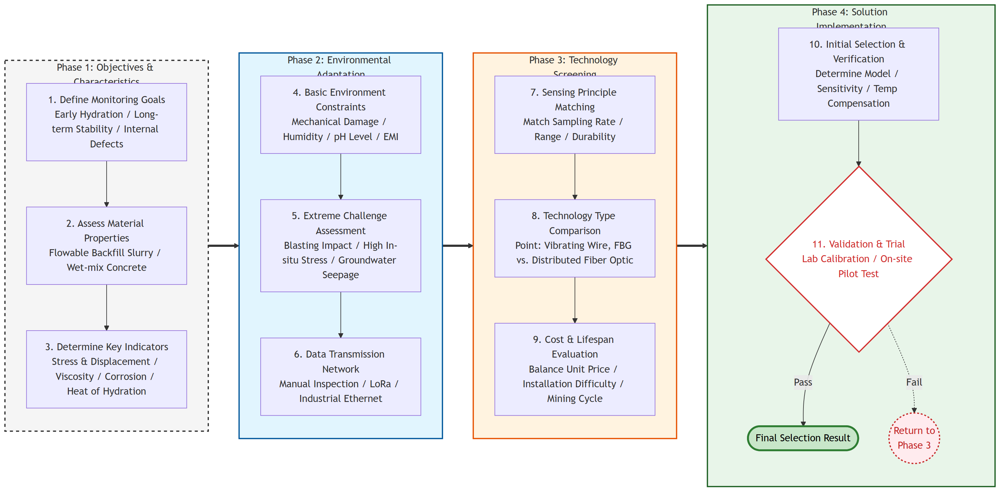 Phase 1: Objectives &
Characteristics
1. Define Monitoring Goals
Early Hydration / Long-
term Stability / Internal
Defects
2. Assess Material
Properties
Flowable Backfill Slurry /
Wet-mix Concrete
3. Determine Key Indicators
Stress & Displacement /
Viscosity / Corrosion /
Heat of Hydration
Phase 2: Environmental
Adaptation
4. Basic Environment
Constraints
Mechanical Damage /
Humidity / pH Level / EMI
5. Extreme Challenge
Assessment
Blasting Impact / High In-
situ Stress / Groundwater
Seepage
6. Data Transmission
Network
Manual Inspection / LoRa /
Industrial Ethernet
Phase 3: Technology
Screening
7. Sensing Principle
Matching
Match Sampling Rate /
Range / Durability
8. Technology Type
Comparison
Point: Vibrating Wire, FBG
vs. Distributed Fiber Optic
9. Cost & Lifespan
Evaluation
Balance Unit Price /
Installation Difficulty /
Mining Cycle
Phase 4: Solution
Implementation
10. Initial Selection &
Verification
Determine Model /
Sensitivity / Temp
Compensation
11. Validation & Trial
Lab Calibration / On-site
Pilot Test
Pass
Fail
Final Selection Result
Return to
Phase 3